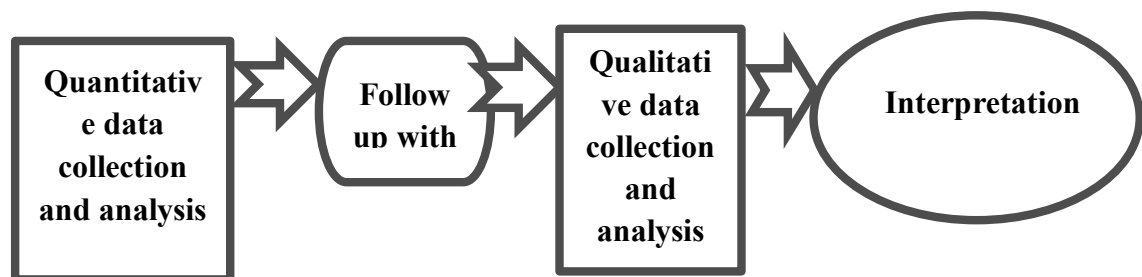 Quantitativ
e data
collection
and analysis
Follow
up with
Qualitati
ve data
collection
and
analysis
Interpretation